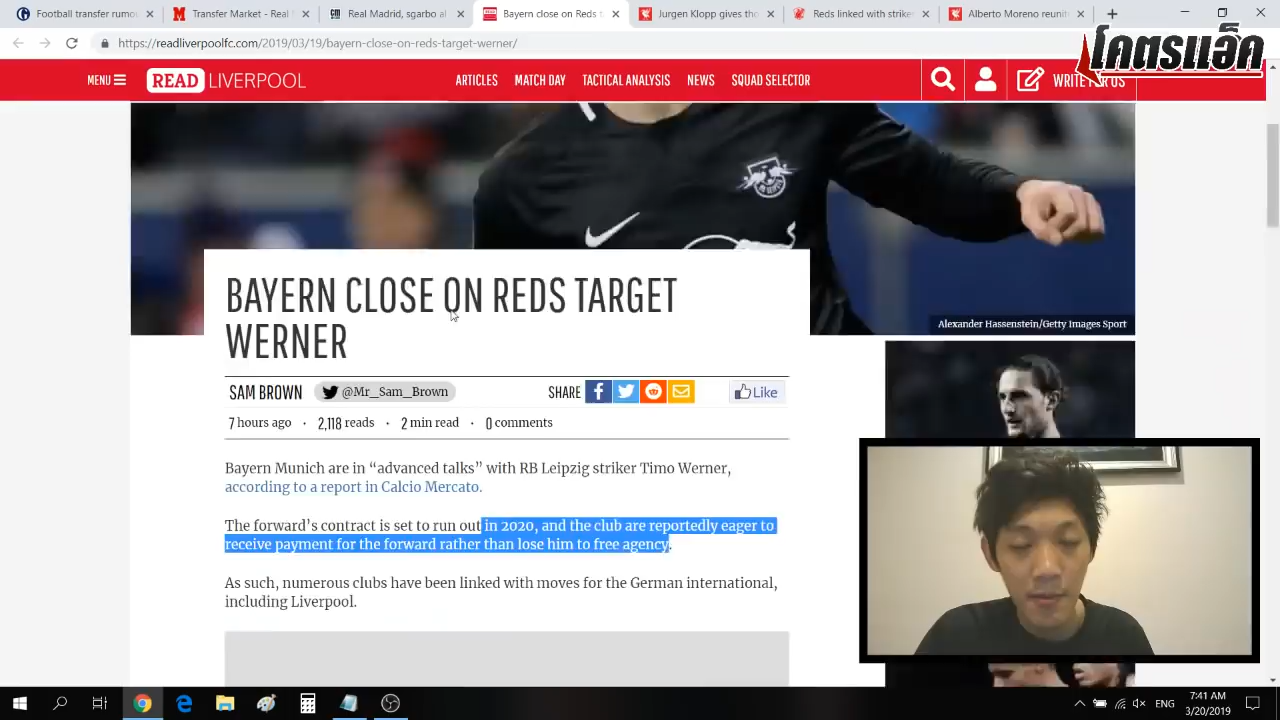 Football transfer rumou
Transfer Market - Real
Real Madrid, sgarbo al
Bayern close on Reds t
Jurgen Klopp gives tho
Reds linked with strike
Alberto Moreno reunit
https://readliverpoolfc.com/2019/03/19/bayern-close-on-reds-target-werner/
โคตรแอ็ค
MENU
READ LIVERPOOL
ARTICLES
MATCH DAY
TACTICAL ANALYSIS
NEWS
SQUAD SELECTOR
WRITE FOR US
Alexander Hassenstein/Getty Images Sport
BAYERN CLOSE ON REDS TARGET
WERNER
SAM BROWN
@Mr_Sam_Brown
SHARE
Like
7 hours ago • 2,118 reads • 2 min read • 0 comments
Bayern Munich are in “advanced talks” with RB Leipzig striker Timo Werner,
according to a report in Calcio Mercato.
The forward’s contract is set to run out in 2020, and the club are reportedly eager to
receive payment for the forward rather than lose him to free agency.
As such, numerous clubs have been linked with moves for the German international,
including Liverpool.
ENG
7:41 AM
3/20/2019